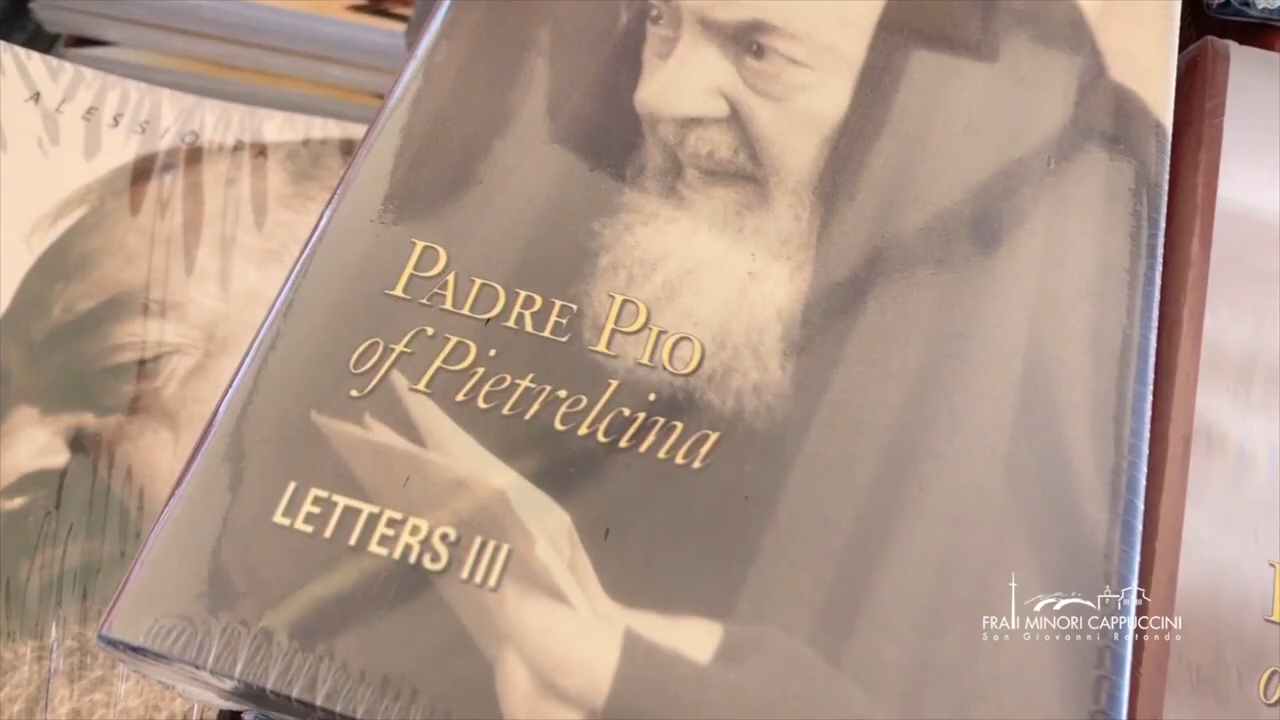 ALESSIO
PADRE PIO
of Pietrelcina
LETTERS III
FRATI MINORI CAPPUCCINI
San Giovanni Rotondo